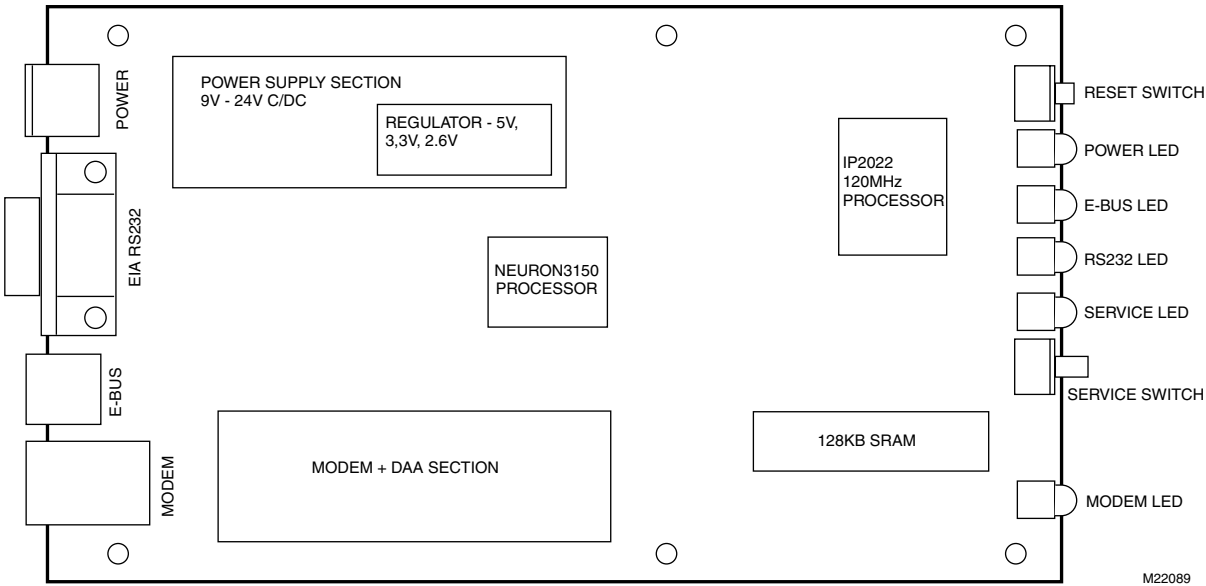 POWER
EIA RS232
E-BUS
MODEM
POWER SUPPLY SECTION
9V - 24V C/DC
REGULATOR - 5V,
3,3V, 2.6V
NEURON3150
PROCESSOR
MODEM + DAA SECTION
IP2022
120MHz
PROCESSOR
128KB SRAM
RESET SWITCH
POWER LED
E-BUS LED
RS232 LED
SERVICE LED
SERVICE SWITCH
MODEM LED
M22089